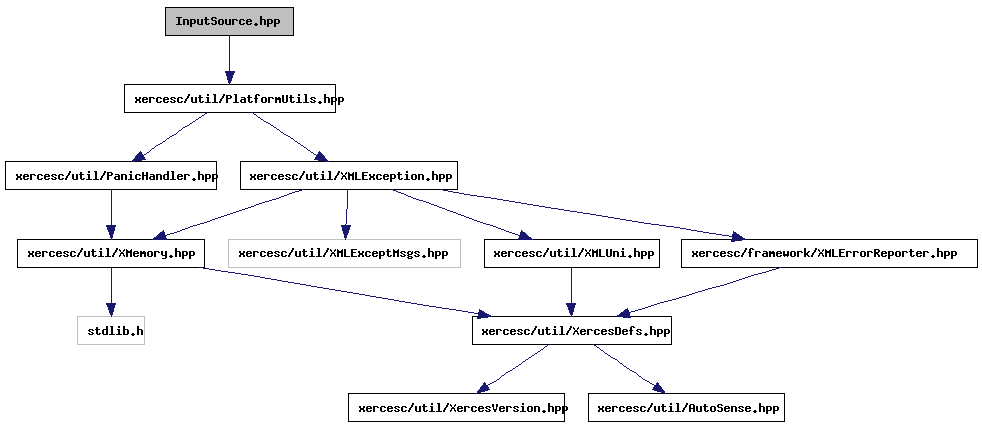 InputSource.hpp
xercesc/util/PlatformUtils.hpp
xercesc/util/PanicHandler.hpp
xercesc/util/XMLException.hpp
xercesc/util/XMemory.hpp
xercesc/util/XMLExceptMsgs.hpp
xercesc/util/XMLUni.hpp
xercesc/framework/XMLErrorReporter.hpp
stdlib.h
xercesc/util/XercesDefs.hpp
xercesc/util/XercesVersion.hpp
xercesc/util/AutoSense.hpp